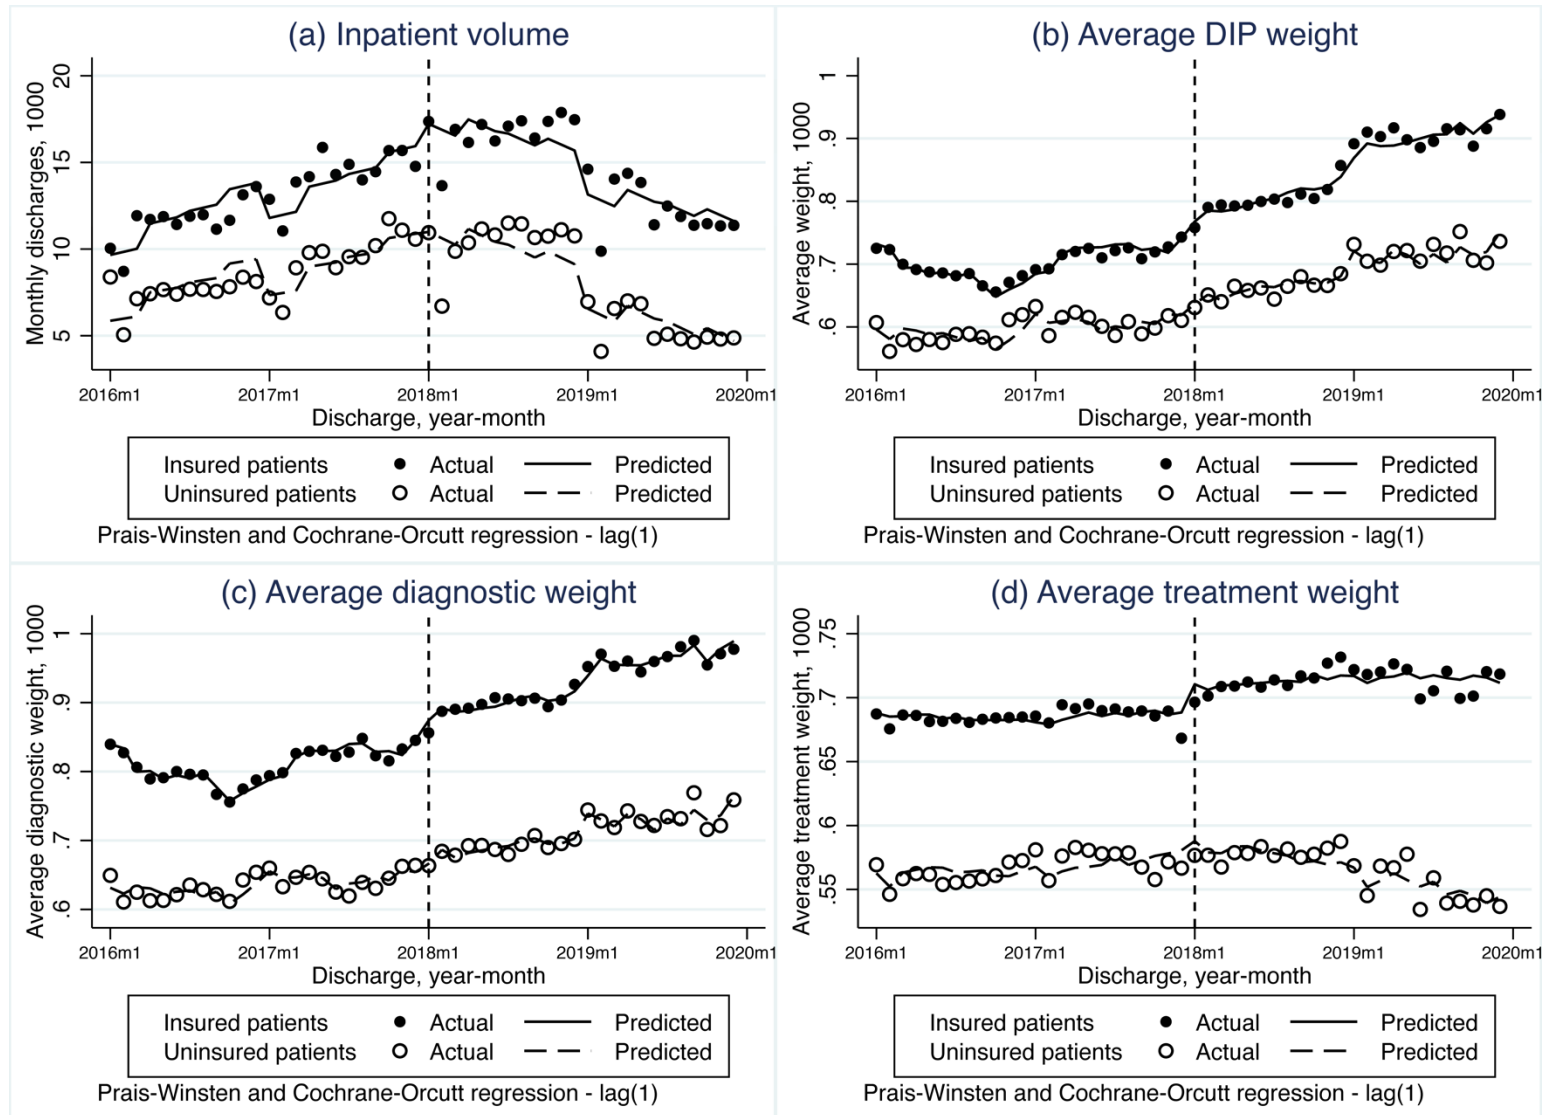 (a) Inpatient volume
Monthly discharges, 1000
20
15
10
5
2016m1 2017m1 2018m1 2019m1 2020m1
Discharge, year-month
Insured patients Actual Predicted
Uninsured patients Actual Predicted
Prais-Winsten and Cochrane-Orcutt regression - lag(1)
(b) Average DIP weight
Average weight, 1000
1
.9
.8
.7
.6
2016m1 2017m1 2018m1 2019m1 2020m1
Discharge, year-month
Insured patients Actual Predicted
Uninsured patients Actual Predicted
Prais-Winsten and Cochrane-Orcutt regression - lag(1)
(c) Average diagnostic weight
Average diagnostic weight, 1000
1
.9
.8
.7
.6
2016m1 2017m1 2018m1 2019m1 2020m1
Discharge, year-month
Insured patients Actual Predicted
Uninsured patients Actual Predicted
Prais-Winsten and Cochrane-Orcutt regression - lag(1)
(d) Average treatment weight
Average treatment weight, 1000
.75
.7
.65
.6
.55
2016m1 2017m1 2018m1 2019m1 2020m1
Discharge, year-month
Insured patients Actual Predicted
Uninsured patients Actual Predicted
Prais-Winsten and Cochrane-Orcutt regression - lag(1)